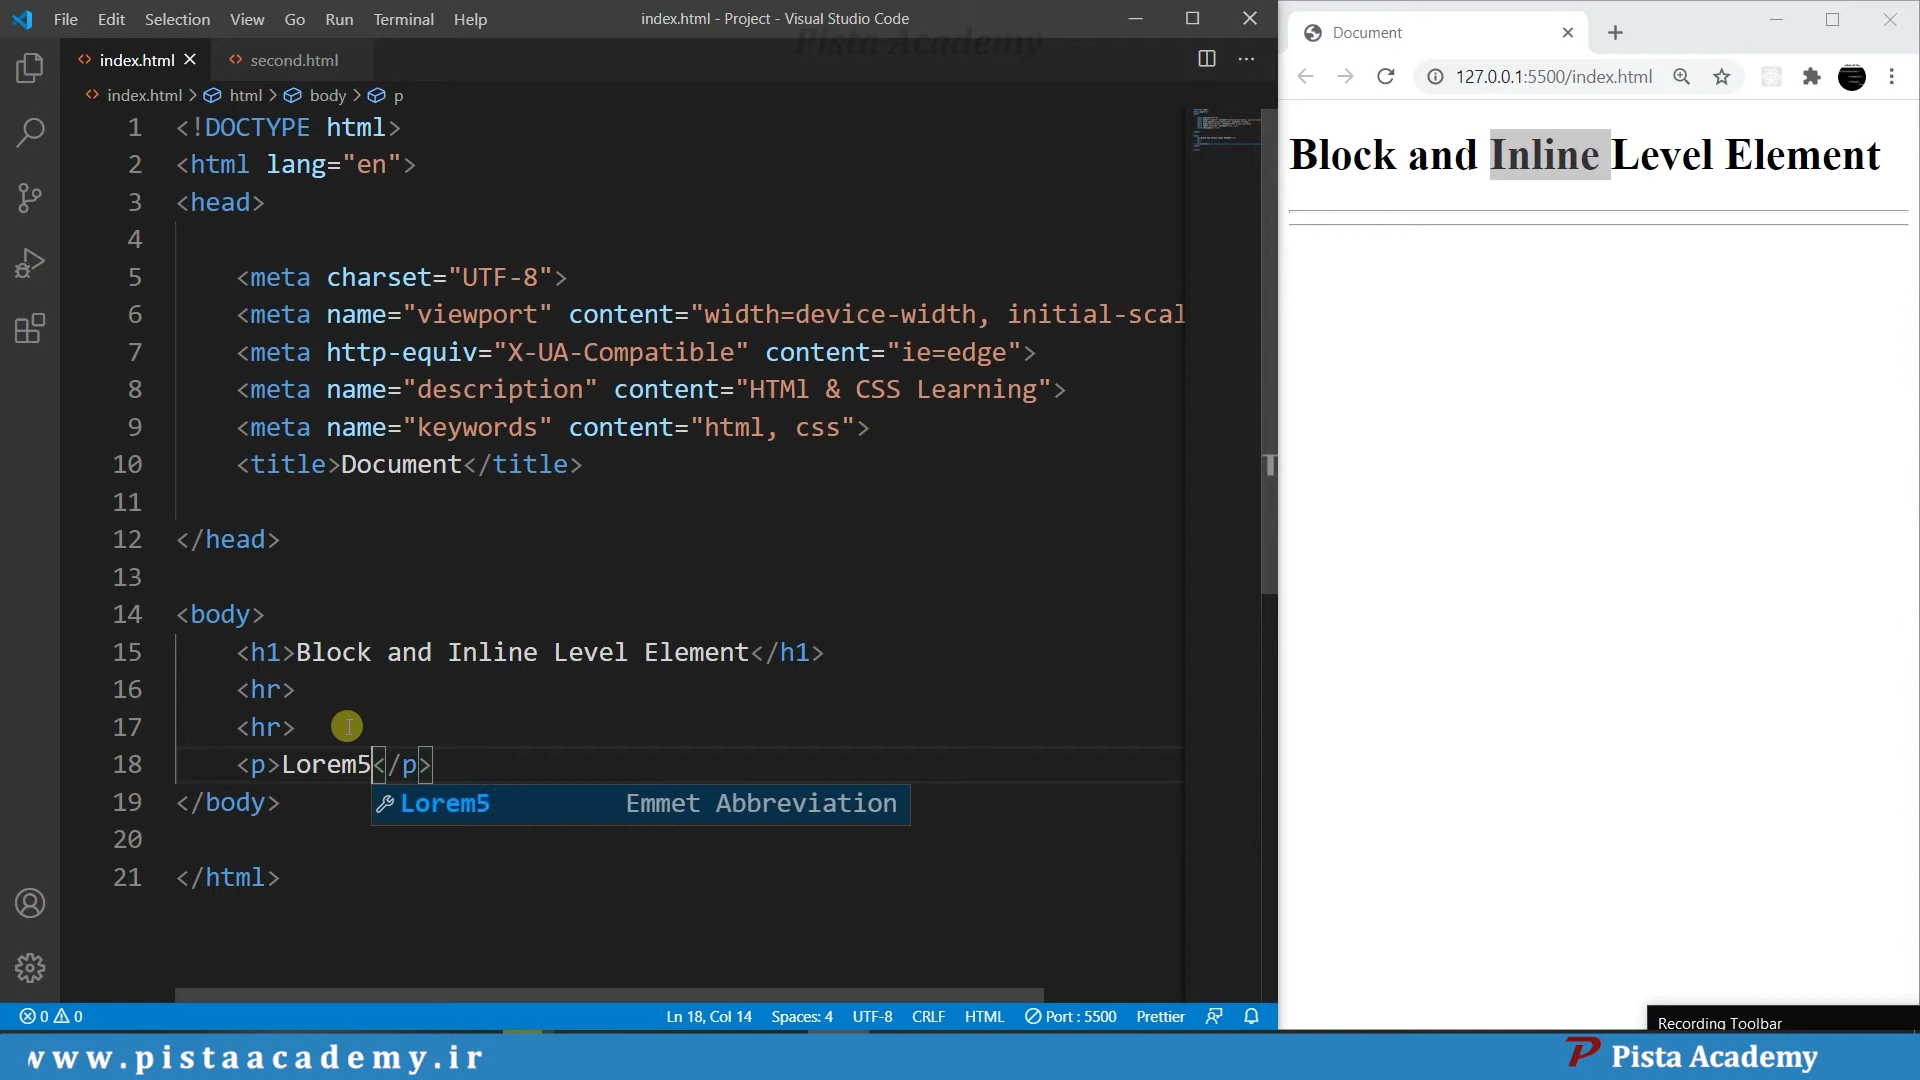 File Edit Selection View Go Run Terminal Help
index.html - Project - Visual Studio Code
index.html second.html
index.html > html > body > p
1 <!DOCTYPE html>
2 <html lang="en">
3 <head>
4
5 <meta charset="UTF-8">
6 <meta name="viewport" content="width=device-width, initial-scal
7 <meta http-equiv="X-UA-Compatible" content="ie=edge">
8 <meta name="description" content="HTMl & CSS Learning">
9 <meta name="keywords" content="html, css">
10 <title>Document</title>
11
12 </head>
13
14 <body>
15 <h1>Block and Inline Level Element</h1>
16 <hr>
17 <hr>
18 <p>Lorem5</p>
Lorem5 Emmet Abbreviation
19 </body>
20
21 </html>
0 0 Ln 18, Col 14 Spaces: 4 UTF-8 CRLF HTML Port : 5500 Prettier
Document
127.0.0.1:5500/index.html
Block and Inline Level Element
Recording Toolbar
Pista Academy
www.pistaacademy.ir
P Pista Academy